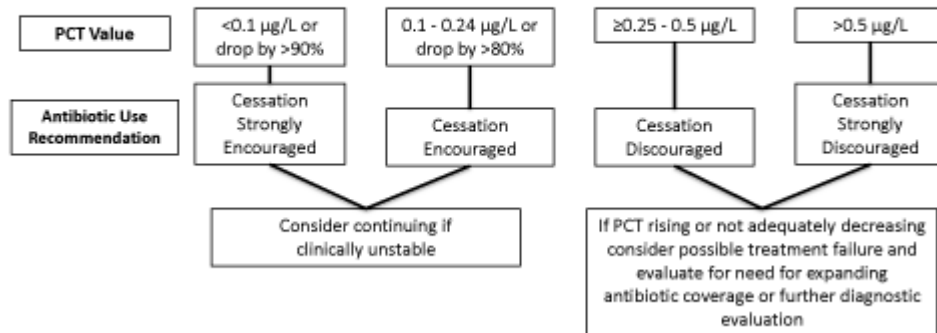 PCT Value
<0.1 µg/L or
drop by >90%
0.1 - 0.24 µg/L or
drop by >80%
≥0.25 - 0.5 µg/L
>0.5 µg/L
Antibiotic Use
Recommendation
Cessation
Strongly
Encouraged
Cessation
Encouraged
Cessation
Discouraged
Cessation
Strongly
Discouraged
Consider continuing if
clinically unstable
If PCT rising or not adequately decreasing
consider possible treatment failure and
evaluate for need for expanding
antibiotic coverage or further diagnostic
evaluation